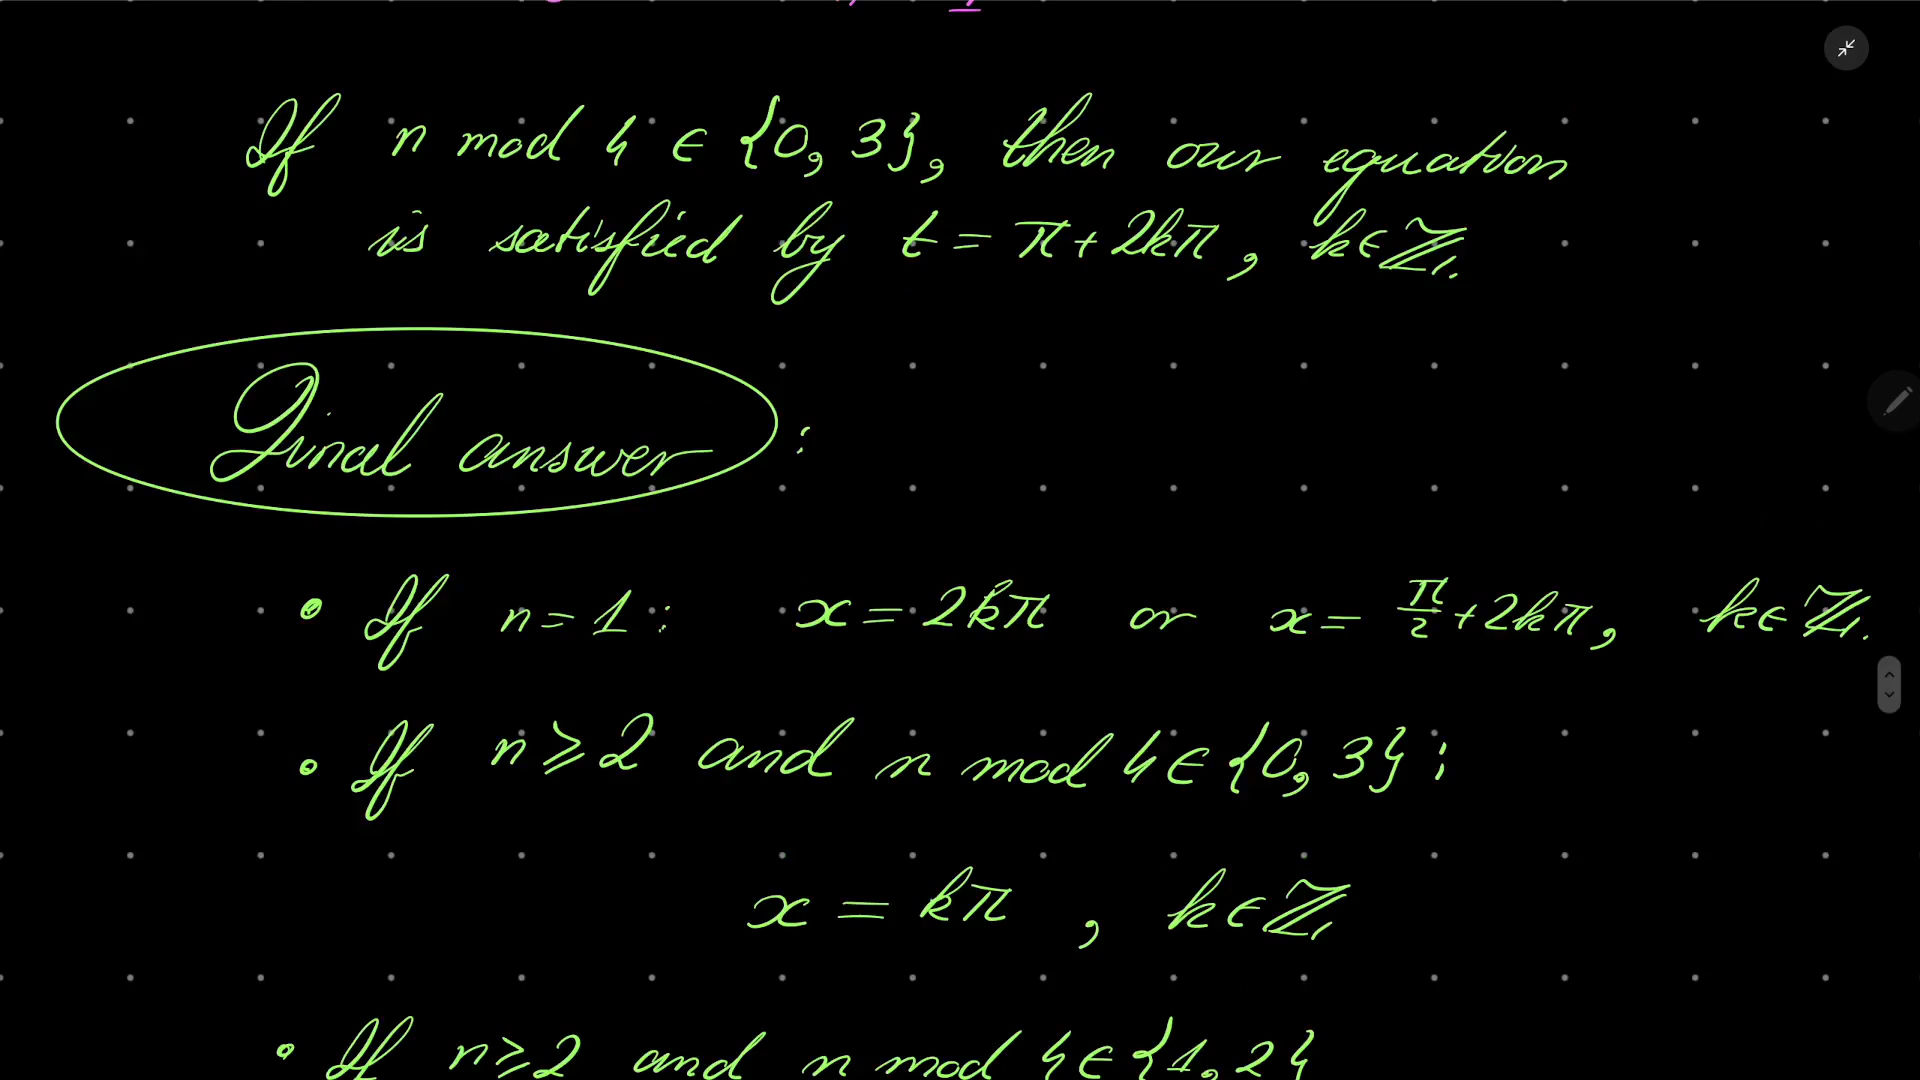 If n mod 4 ∈ {0, 3}, then our equation
is satisfied by t = π + 2kπ, k∈ℤ.
Final answer :
• If n = 1 : x = 2kπ or x = π/2 + 2kπ, k∈ℤ.
• If n ≥ 2 and n mod 4 ∈ {0, 3} :
x = kπ , k∈ℤ
• If n ≥ 2 and n mod 4 ∈ {1, 2}